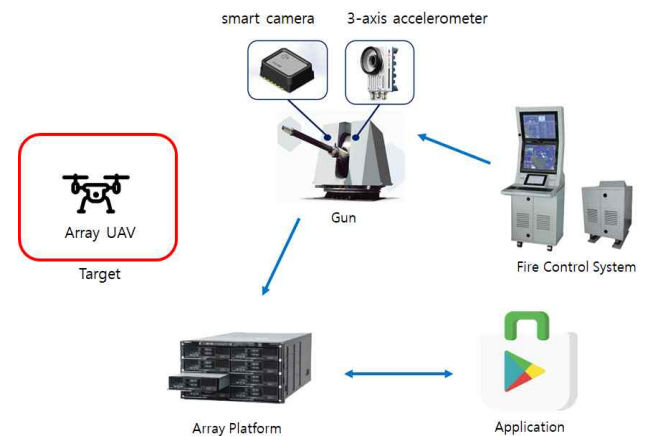 smart camera
3-axis accelerometer
Gun
Array UAV
Target
Fire Control System
Array Platform
Application